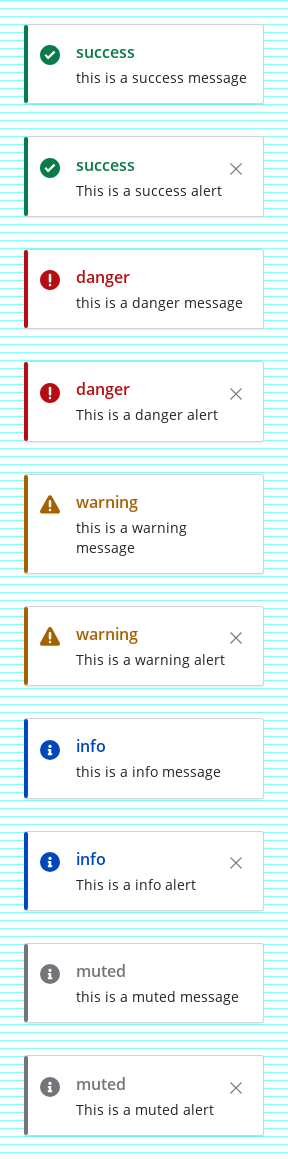 success
this is a success message
success
This is a success alert
danger
this is a danger message
danger
This is a danger alert
warning
this is a warning
message
warning
This is a warning alert
info
this is a info message
info
This is a info alert
muted
this is a muted message
muted
This is a muted alert